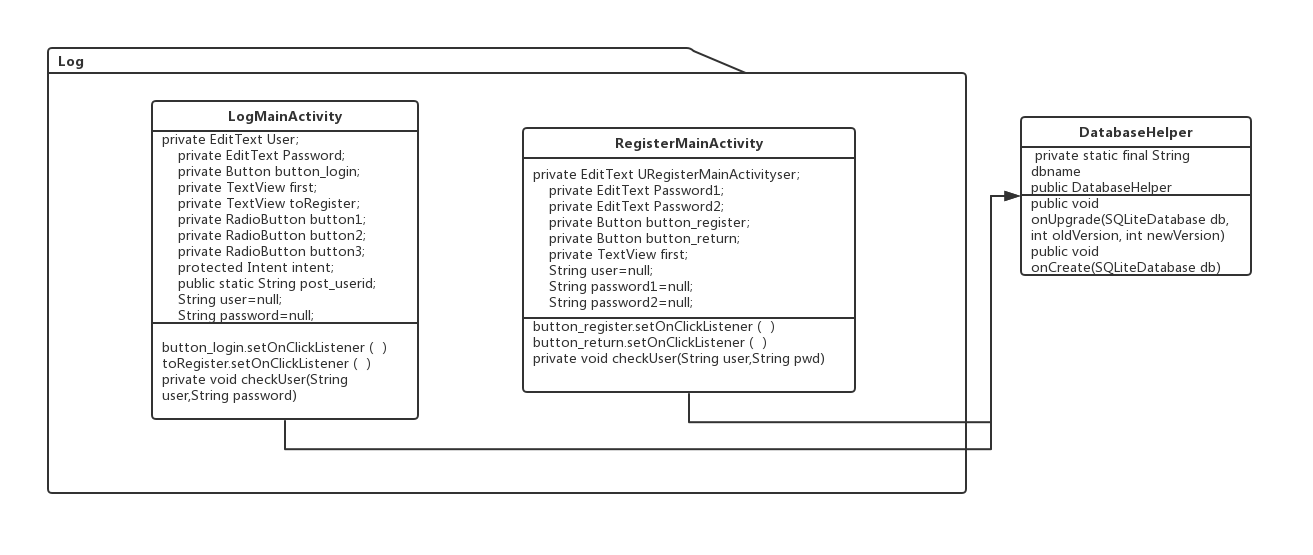 Log
LogMainActivity
private EditText User;
private EditText Password;
private Button button_login;
private TextView first;
private TextView toRegister;
private RadioButton button1;
private RadioButton button2;
private RadioButton button3;
protected Intent intent;
public static String post_userid;
String user=null;
String password=null;
button_login.setOnClickListener (  )
toRegister.setOnClickListener (  )
private void checkUser(String
user,String password)
RegisterMainActivity
private EditText URegisterMainActivityser;
private EditText Password1;
private EditText Password2;
private Button button_register;
private Button button_return;
private TextView first;
String user=null;
String password1=null;
String password2=null;
button_register.setOnClickListener (  )
button_return.setOnClickListener (  )
private void checkUser(String user,String pwd)
DatabaseHelper
private static final String
dbname
public DatabaseHelper
public void
onUpgrade(SQLiteDatabase db,
int oldVersion, int newVersion)
public void
onCreate(SQLiteDatabase db)